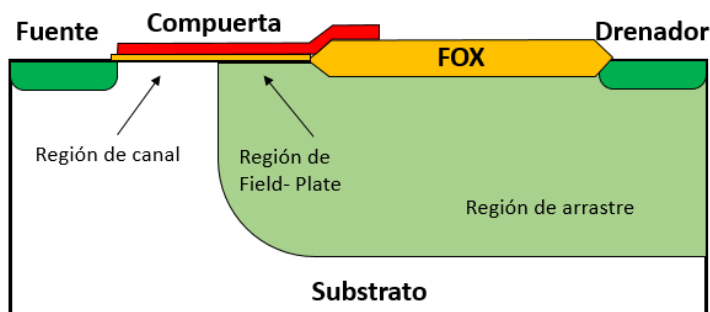 Fuente
Compuerta
Drenador
FOX
Región de canal
Región de
Field- Plate
Región de arrastre
Substrato